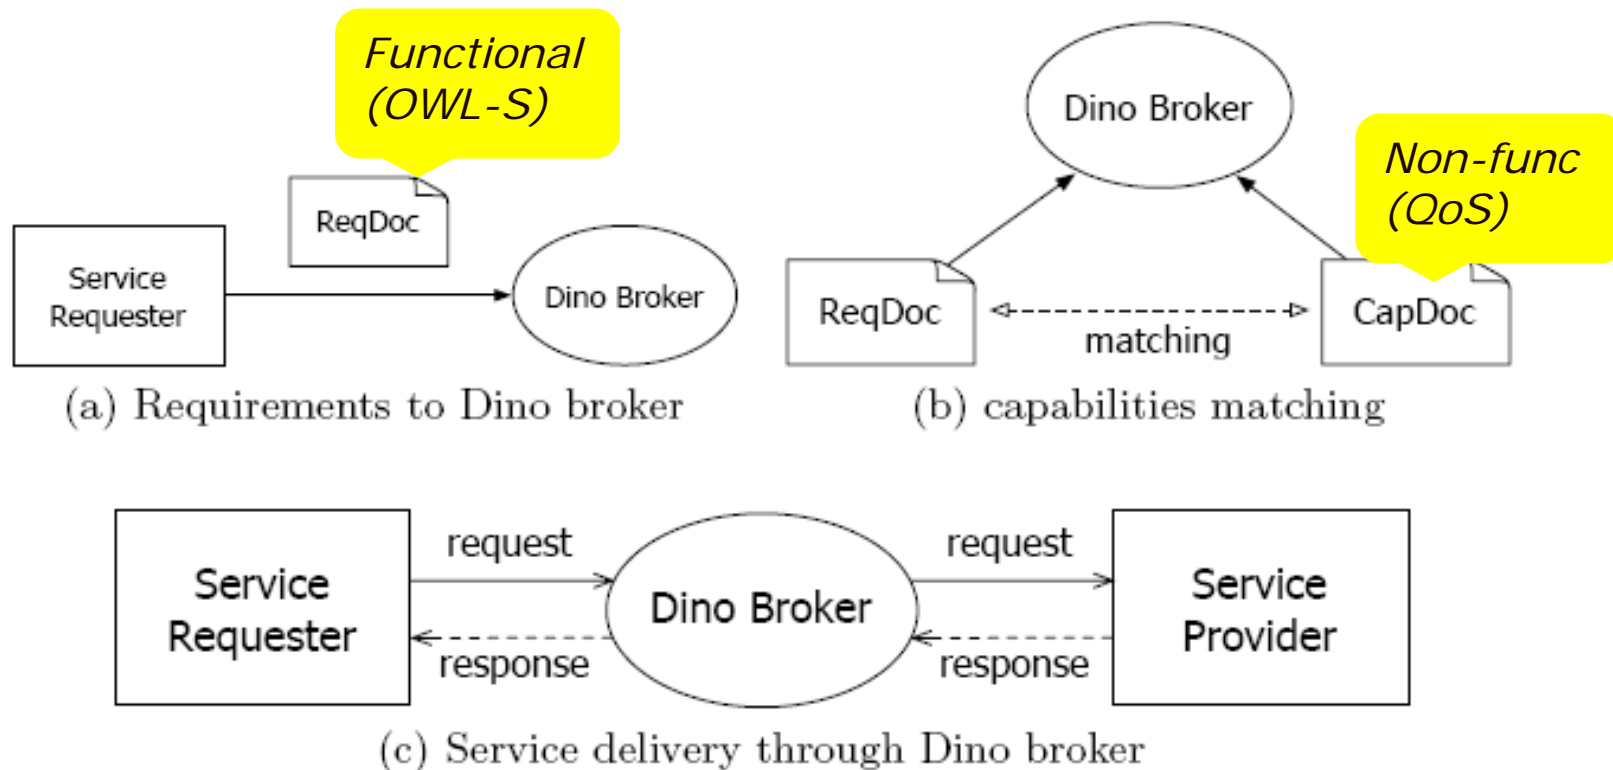 Functional
(OWL-S)
ReqDoc
Service
Requester
Dino Broker
(a) Requirements to Dino broker
Dino Broker
Non-func
(QoS)
ReqDoc
matching
CapDoc
(b) capabilities matching
Service
Requester
request
response
Dino Broker
request
response
Service
Provider
(c) Service delivery through Dino broker